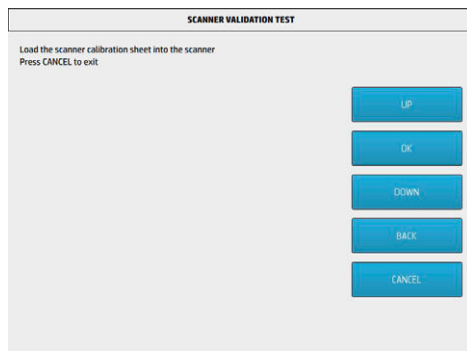 SCANNER VALIDATION TEST
Load the scanner calibration sheet into the scanner
Press CANCEL to exit
UP
OK
DOWN
BACK
CANCEL